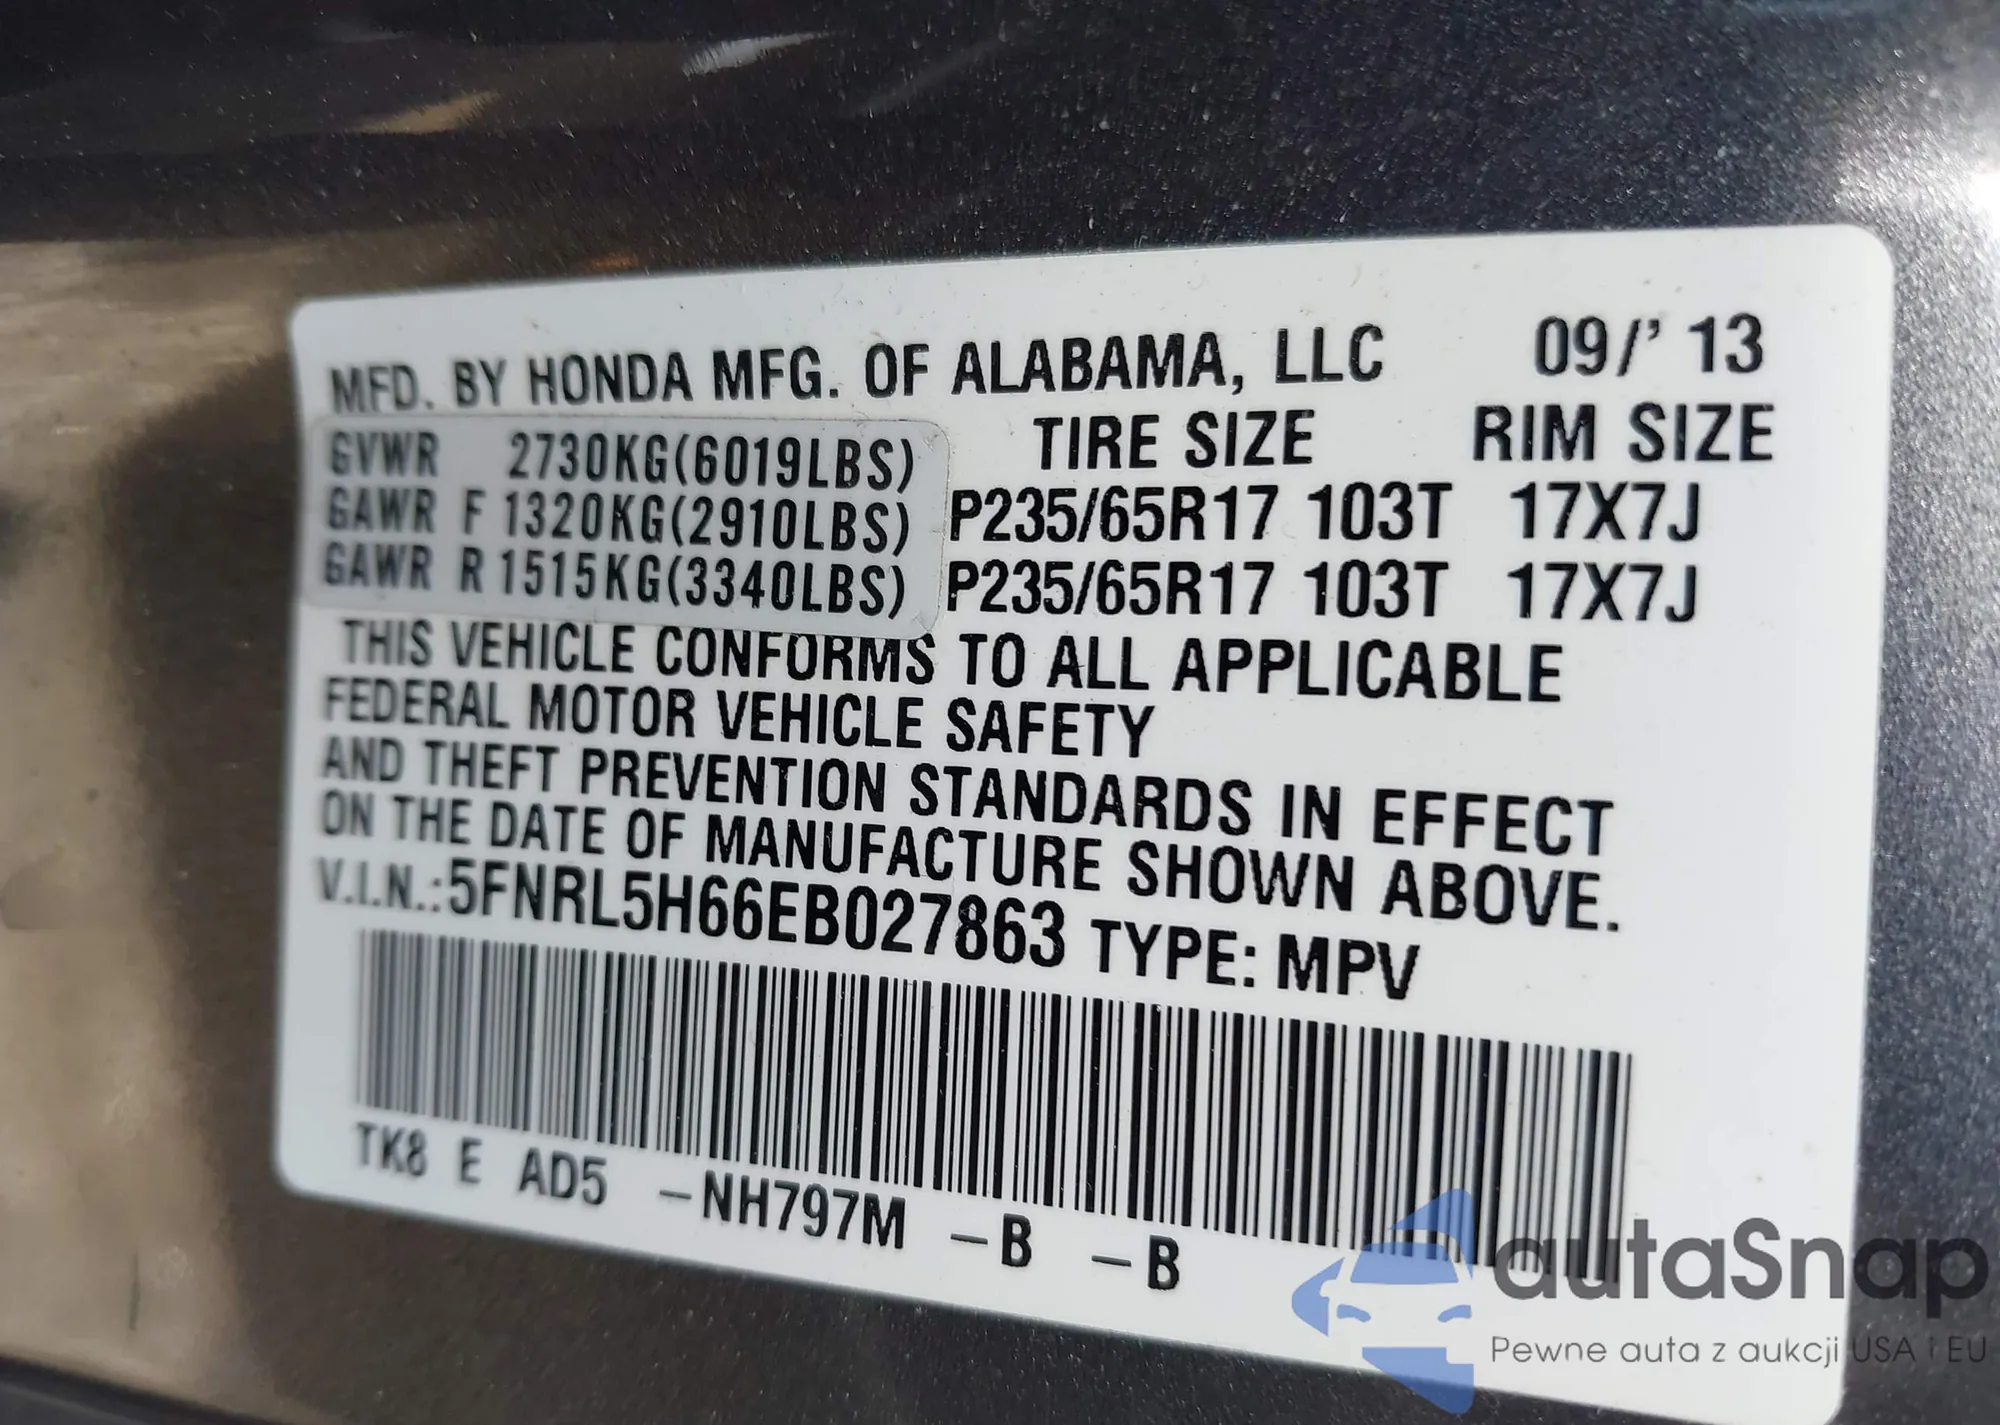 MFD. BY HONDA MFG. OF ALABAMA, LLC 09/' 13
TIRE SIZE RIM SIZE
GVWR 2730KG(6019LBS)
GAWR F 1320KG(2910LBS) P235/65R17 103T 17X7J
GAWR R 1515KG(3340LBS) P235/65R17 103T 17X7J
THIS VEHICLE CONFORMS TO ALL APPLICABLE
FEDERAL MOTOR VEHICLE SAFETY
AND THEFT PREVENTION STANDARDS IN EFFECT
ON THE DATE OF MANUFACTURE SHOWN ABOVE.
V.I.N.:5FNRL5H66EB027863 TYPE: MPV
TK8 E AD5 –NH797M –B –B
autaSnap
Pewne auta z aukcji USA i EU